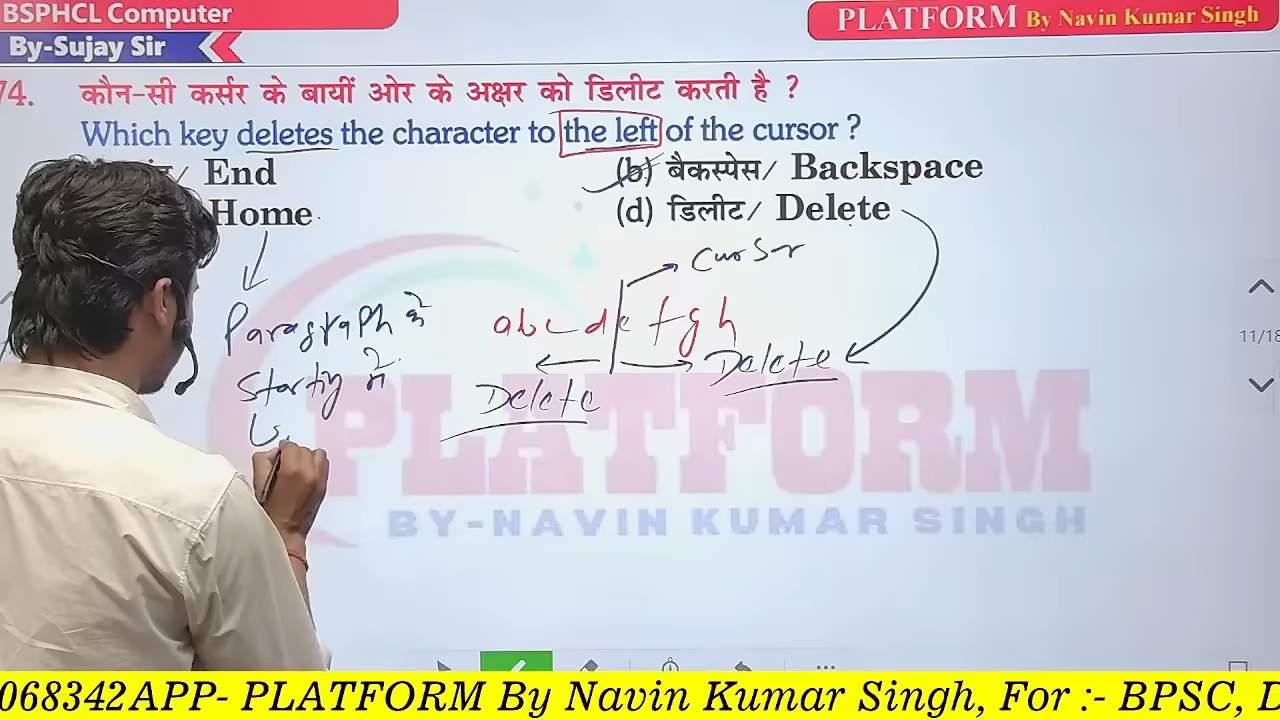 BSPHCL Computer
By-Sujay Sir
PLATFORM By Navin Kumar Singh
74. कौन-सी कर्सर के बायीं ओर के अक्षर को डिलीट करती है ?
Which key deletes the character to the left of the cursor ?
/ End
(b) बैकस्पेस/ Backspace
Home
(d) डिलीट/ Delete
Cursor
Paragraph के
abcd e fgh
Starting में
Delete
Delete
PLATFORM
BY-NAVIN KUMAR SINGH
11/18
068342APP- PLATFORM By Navin Kumar Singh, For :- BPSC, D